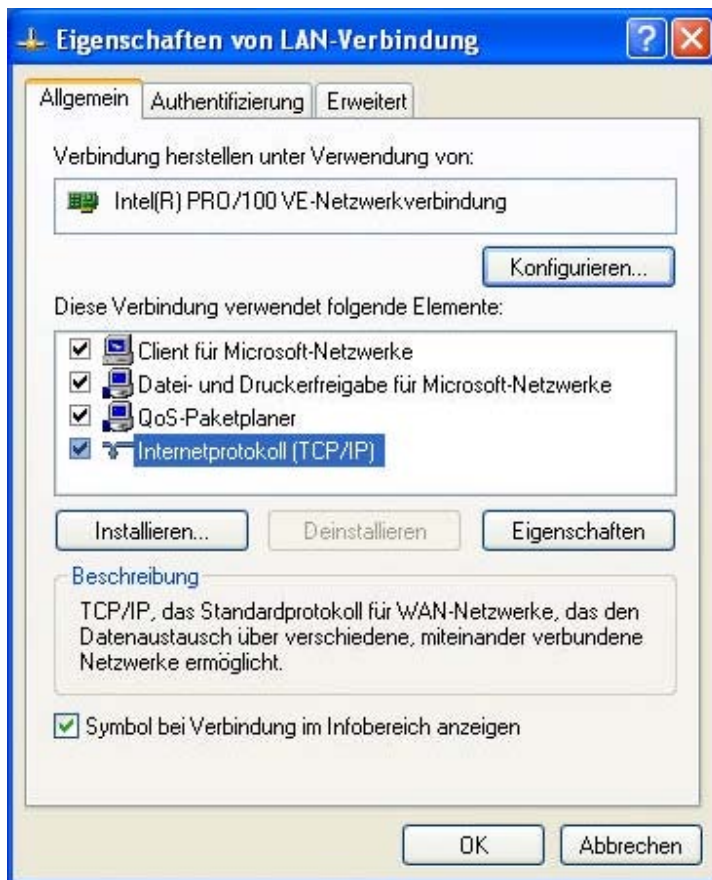 Eigenschaften von LAN-Verbindung
Allgemein
Authentifizierung
Erweitert
Verbindung herstellen unter Verwendung von:
Intel(R) PRO/100 VE-Netzwerkverbindung
Konfigurieren...
Diese Verbindung verwendet folgende Elemente:
Client für Microsoft-Netzwerke
Datei- und Druckerfreigabe für Microsoft-Netzwerke
QoS-Paketplaner
Internetprotokoll (TCP/IP)
Installieren...
Deinstallieren
Eigenschaften
Beschreibung
TCP/IP, das Standardprotokoll für WAN-Netzwerke, das den
Datenaustausch über verschiedene, miteinander verbundene
Netzwerke ermöglicht.
Symbol bei Verbindung im Infobereich anzeigen
OK
Abbrechen